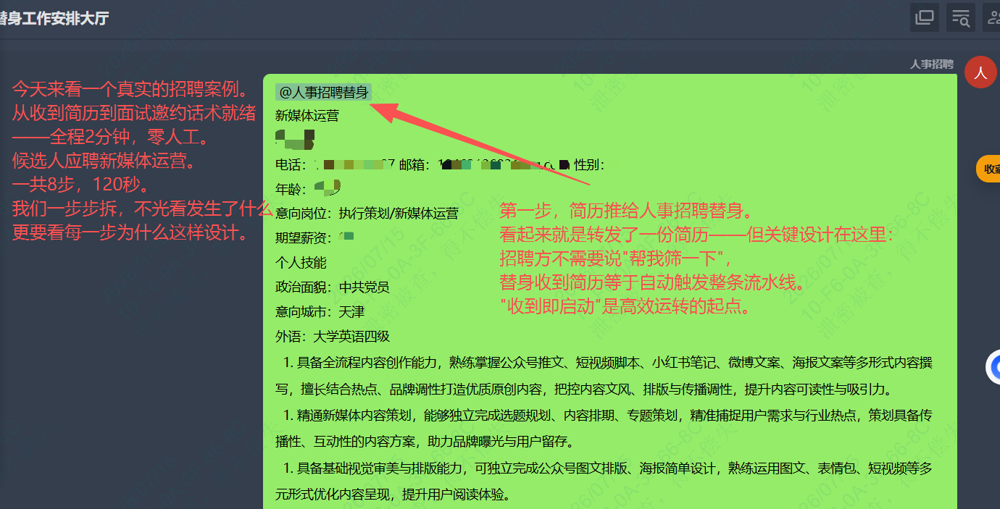 替身工作安排大厅
人事招聘
人
今天来看一个真实的招聘案例。
从收到简历到面试邀约话术就绪
——全程2分钟，零人工。
候选人应聘新媒体运营。
一共8步，120秒。
我们一步步拆，不光看发生了什么
更要看每一步为什么这样设计。
@人事招聘替身
新媒体运营
电话： 邮箱： 性别：
年龄：
意向岗位：执行策划/新媒体运营
期望薪资：
个人技能
政治面貌：中共党员
意向城市：天津
外语：大学英语四级
1. 具备全流程内容创作能力，熟练掌握公众号推文、短视频脚本、小红书笔记、微博文案、海报文案等多形式内容撰
写，擅长结合热点、品牌调性打造优质原创内容，把控内容文风、排版与传播调性，提升内容可读性与吸引力。
1. 精通新媒体内容策划，能够独立完成选题规划、内容排期、专题策划，精准捕捉用户需求与行业热点，策划具备传
播性、互动性的内容方案，助力品牌曝光与用户留存。
1. 具备基础视觉审美与排版能力，可独立完成公众号图文排版、海报简单设计，熟练运用图文、表情包、短视频等多
元形式优化内容呈现，提升用户阅读体验。
第一步，简历推给人事招聘替身。
看起来就是转发了一份简历——但关键设计在这里：
招聘方不需要说"帮我筛一下"，
替身收到简历等于自动触发整条流水线。
"收到即启动"是高效运转的起点。
收藏